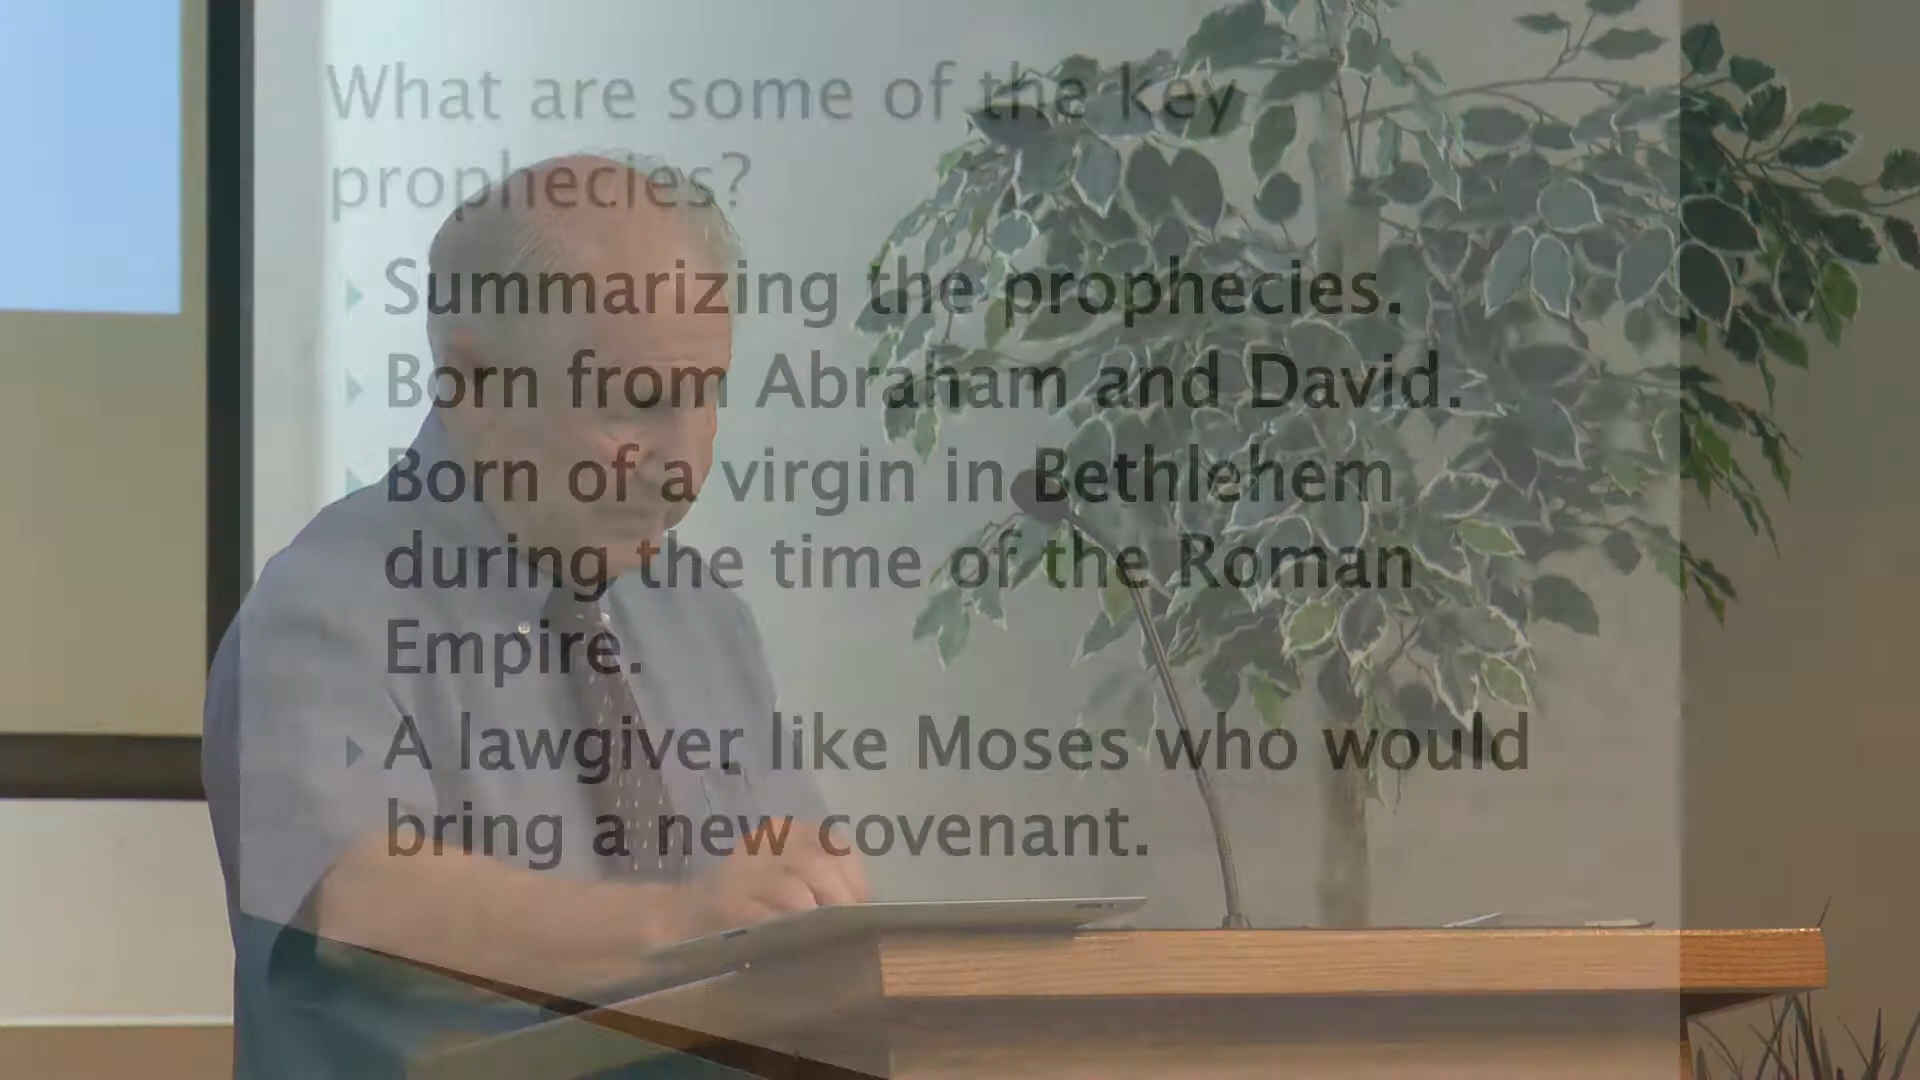 What are some of the key
prophecies?
Summarizing the prophecies.
Born from Abraham and David.
Born of a virgin in Bethlehem
during the time of the Roman
Empire.
A lawgiver like Moses who would
bring a new covenant.